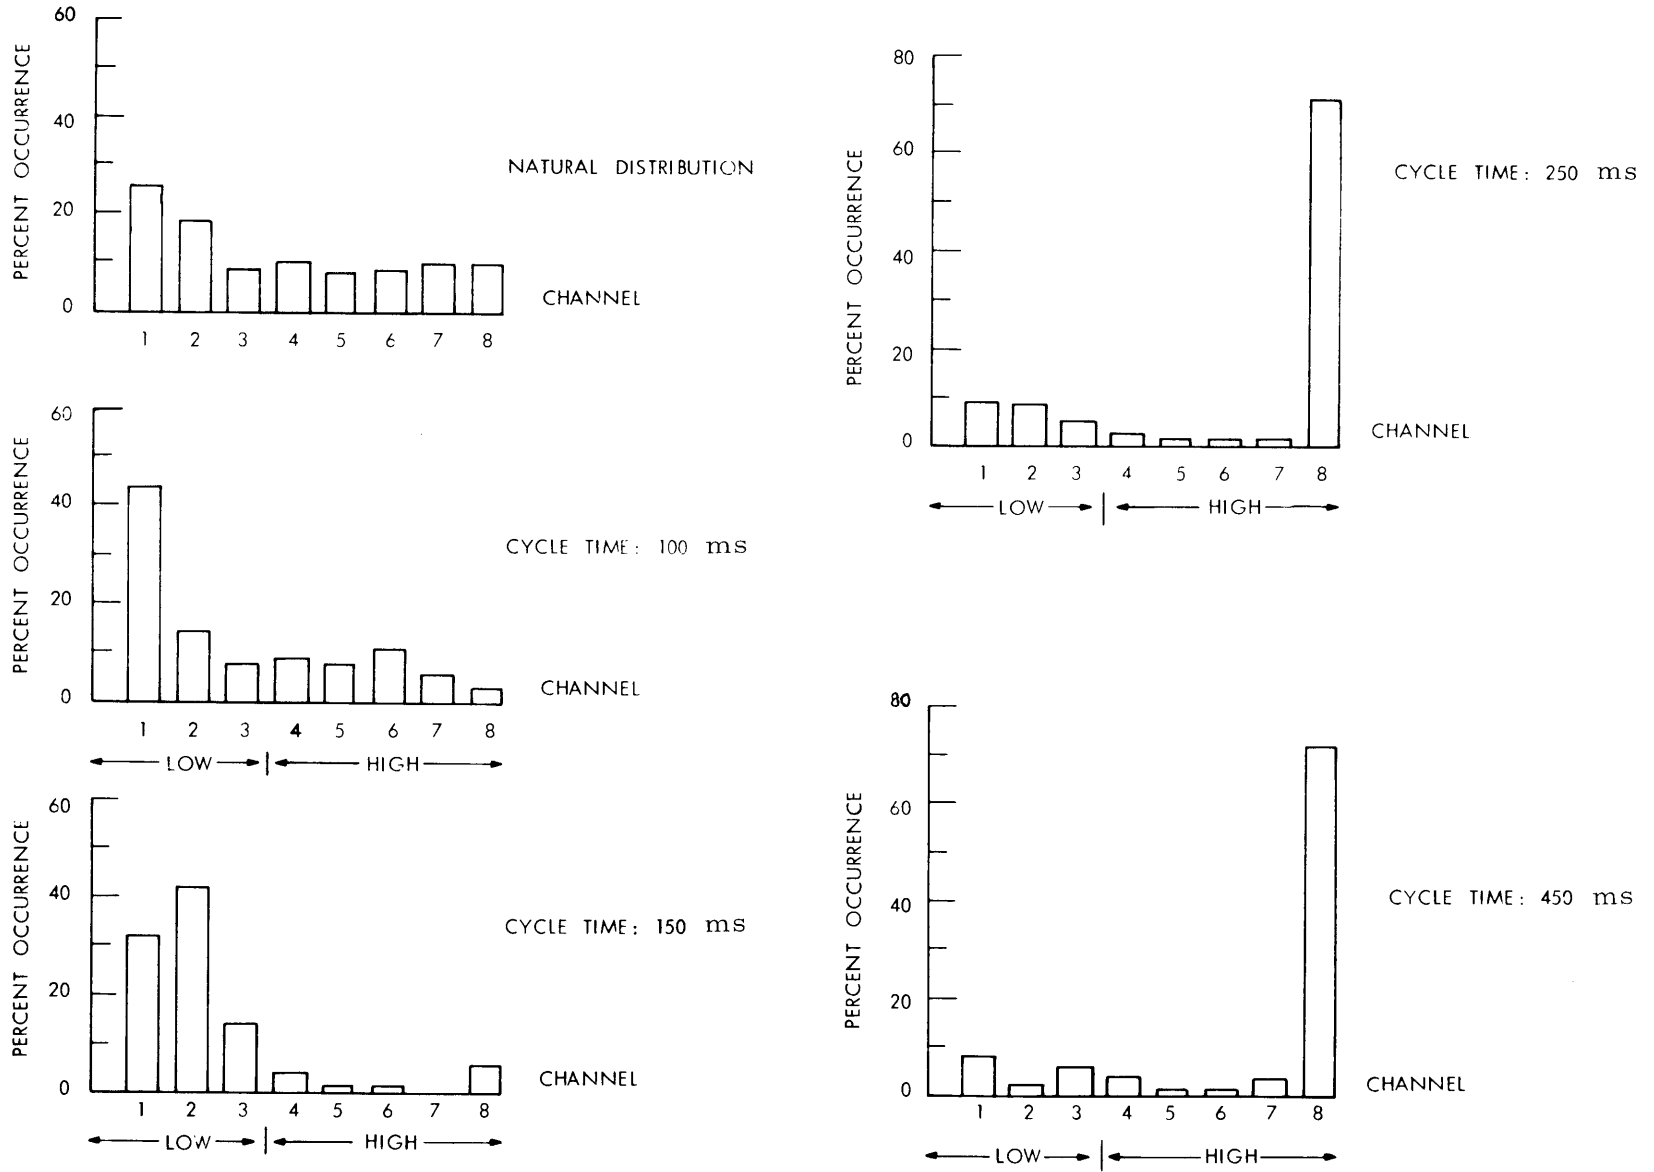 60
40
20
0
PERCENT OCCURRENCE
NATURAL DISTRIBUTION
CHANNEL
1 2 3 4 5 6 7 8
60
40
20
0
PERCENT OCCURRENCE
CYCLE TIME: 100 ms
CHANNEL
1 2 3 4 5 6 7 8
LOW HIGH
60
40
20
0
PERCENT OCCURRENCE
CYCLE TIME: 150 ms
CHANNEL
1 2 3 4 5 6 7 8
LOW HIGH
80
60
40
20
0
PERCENT OCCURRENCE
CYCLE TIME: 250 ms
CHANNEL
1 2 3 4 5 6 7 8
LOW HIGH
80
60
40
20
0
PERCENT OCCURRENCE
CYCLE TIME: 450 ms
CHANNEL
1 2 3 4 5 6 7 8
LOW HIGH